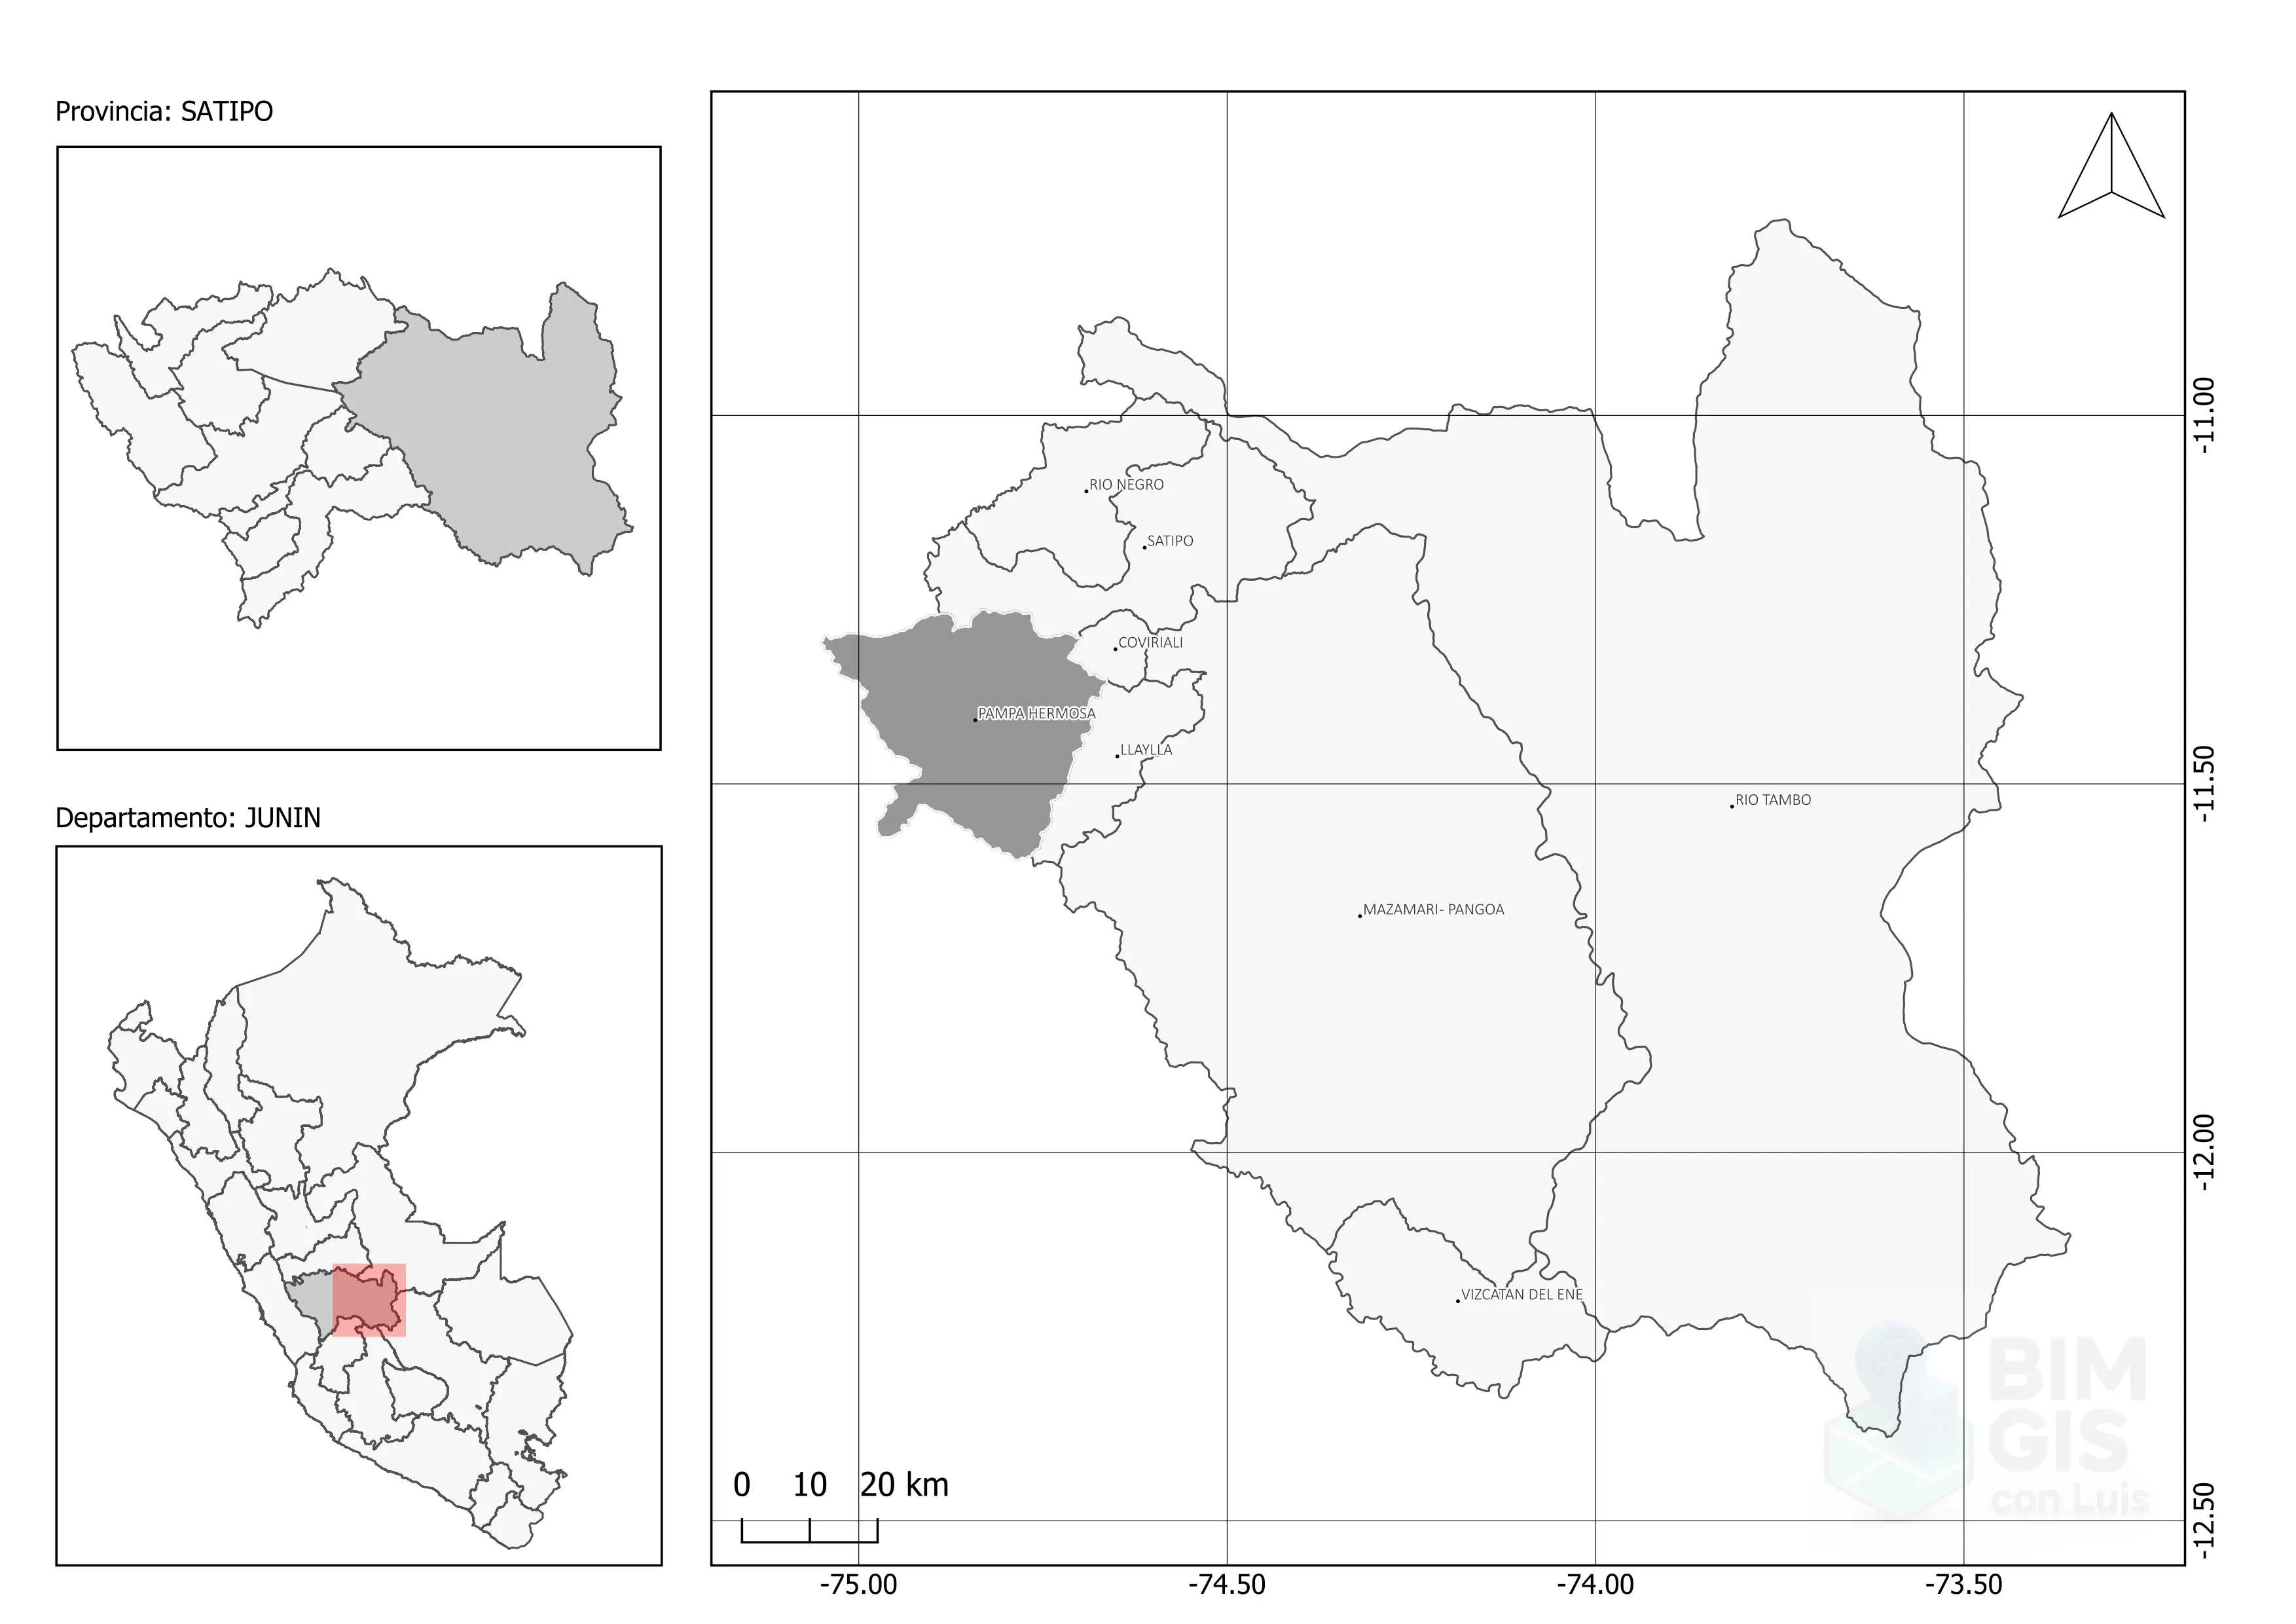 Provincia: SATIPO
Departamento: JUNIN
RIO NEGRO
SATIPO
COVIRIALI
PAMPA HERMOSA
LLAYLLA
RIO TAMBO
MAZAMARI- PANGOA
VIZCATAN DEL ENE
-11.00
-11.50
-12.00
-12.50
BIM
GIS
con Luis
0 10 20 km
-75.00 -74.50 -74.00 -73.50